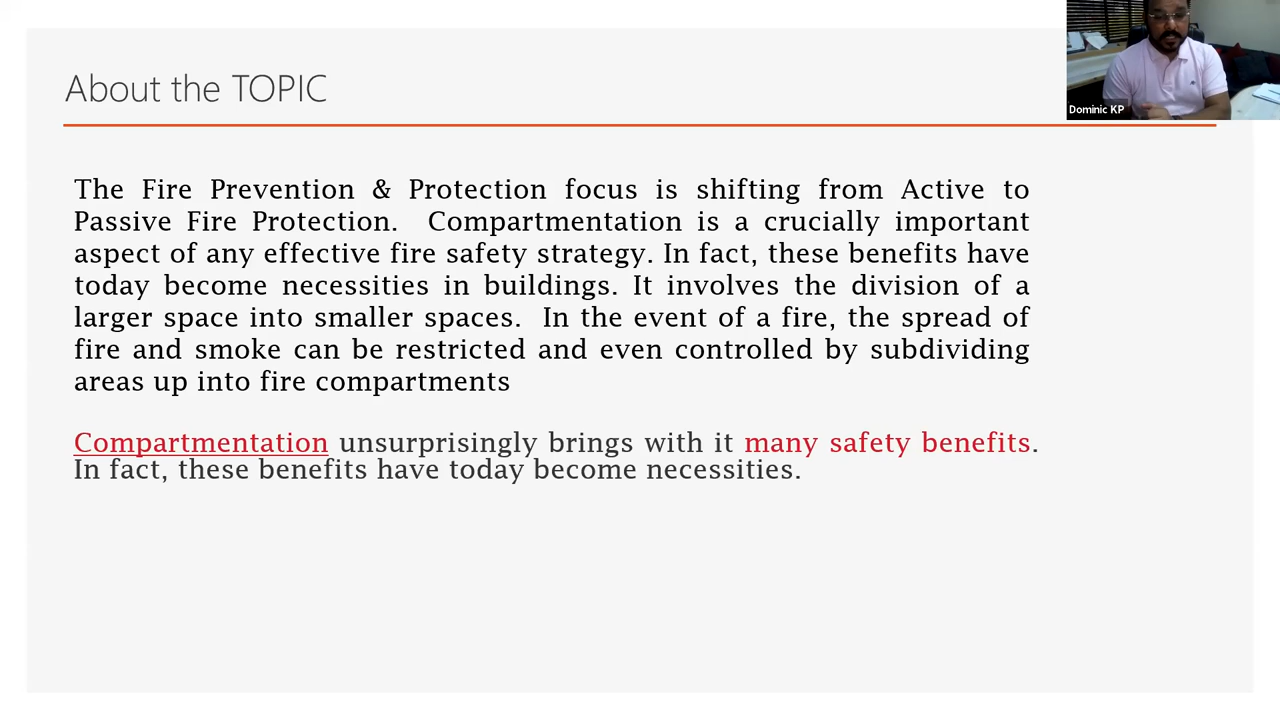 About the TOPIC
Dominic KP
The Fire Prevention & Protection focus is shifting from Active to
Passive Fire Protection. Compartmentation is a crucially important
aspect of any effective fire safety strategy. In fact, these benefits have
today become necessities in buildings. It involves the division of a
larger space into smaller spaces. In the event of a fire, the spread of
fire and smoke can be restricted and even controlled by subdividing
areas up into fire compartments
Compartmentation unsurprisingly brings with it many safety benefits.
In fact, these benefits have today become necessities.